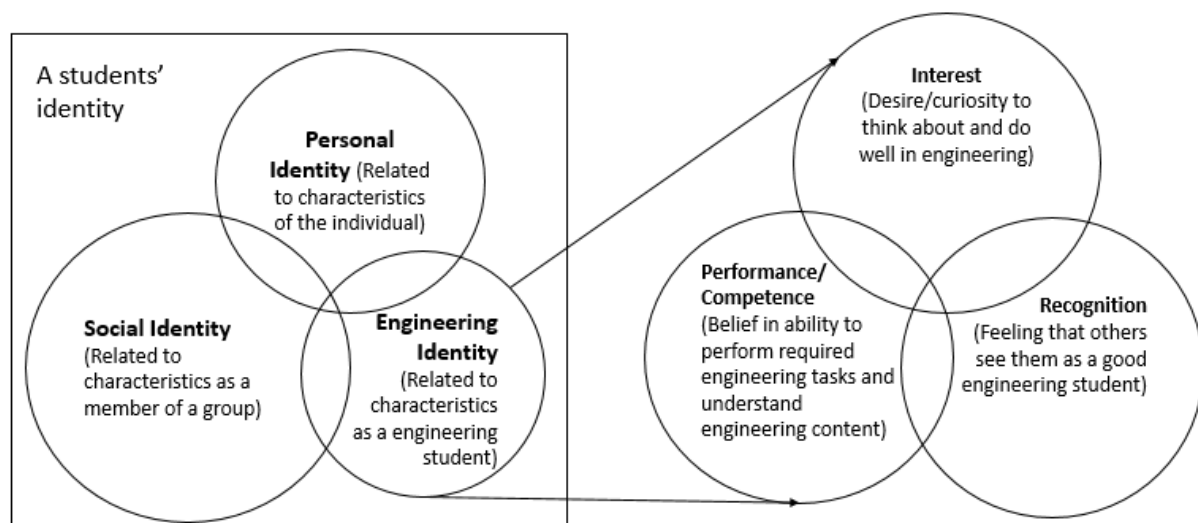 A students’
identity
Personal
Identity (Related
to characteristics
of the individual)
Social Identity
(Related to
characteristics as a
member of a group)
Engineering
Identity
(Related to
characteristics
as a engineering
student)
Interest
(Desire/curiosity to
think about and do
well in engineering)
Performance/
Competence
(Belief in ability to
perform required
engineering tasks and
understand
engineering content)
Recognition
(Feeling that others
see them as a good
engineering student)